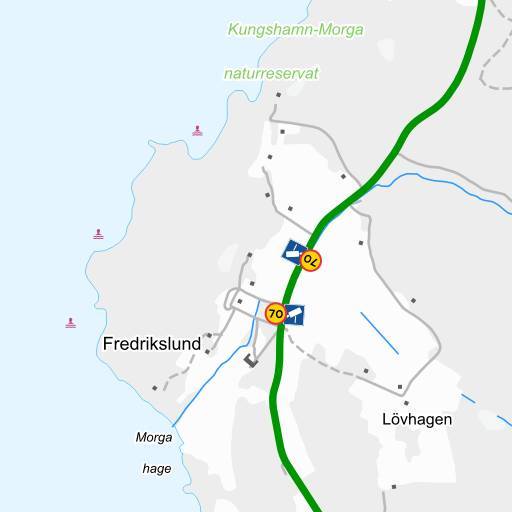 Kungshamn-Morga
naturreservat
70
70
Fredrikslund
Lövhagen
Morga
hage